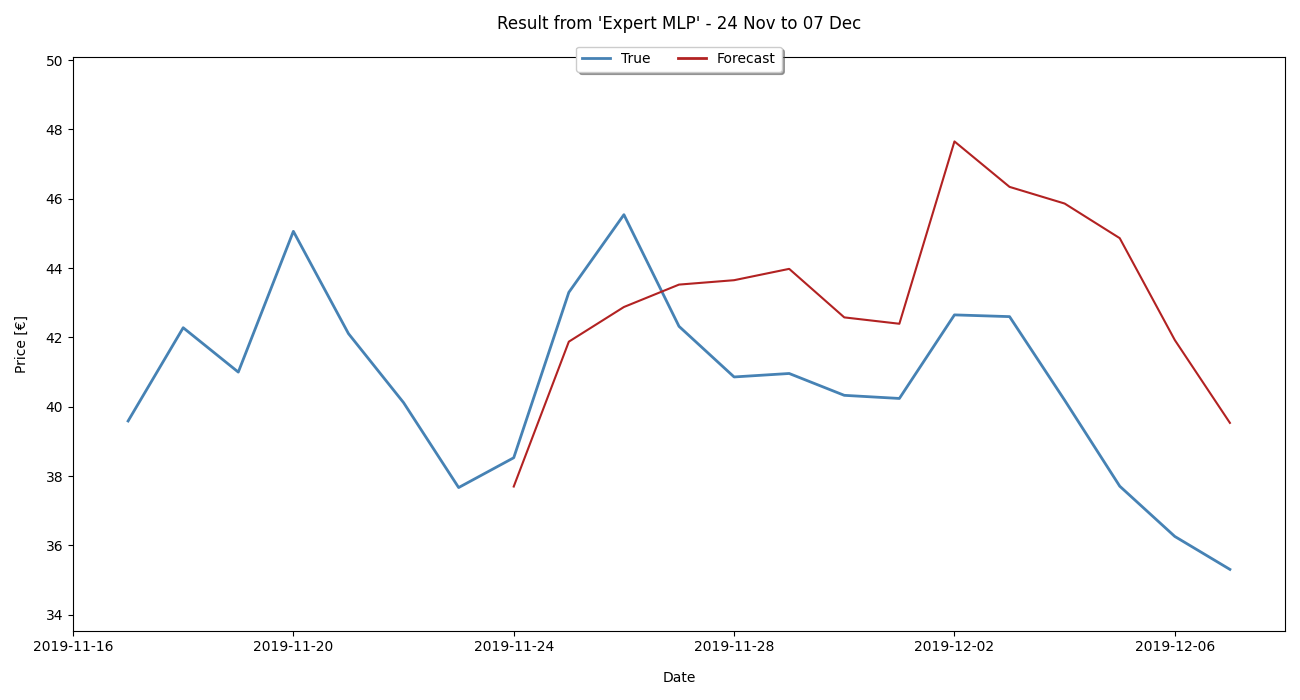 Result from 'Expert MLP' - 24 Nov to 07 Dec
True Forecast
50
48
46
44
42
40
38
36
34
Price [€]
2019-11-16 2019-11-20 2019-11-24 2019-11-28 2019-12-02 2019-12-06
Date